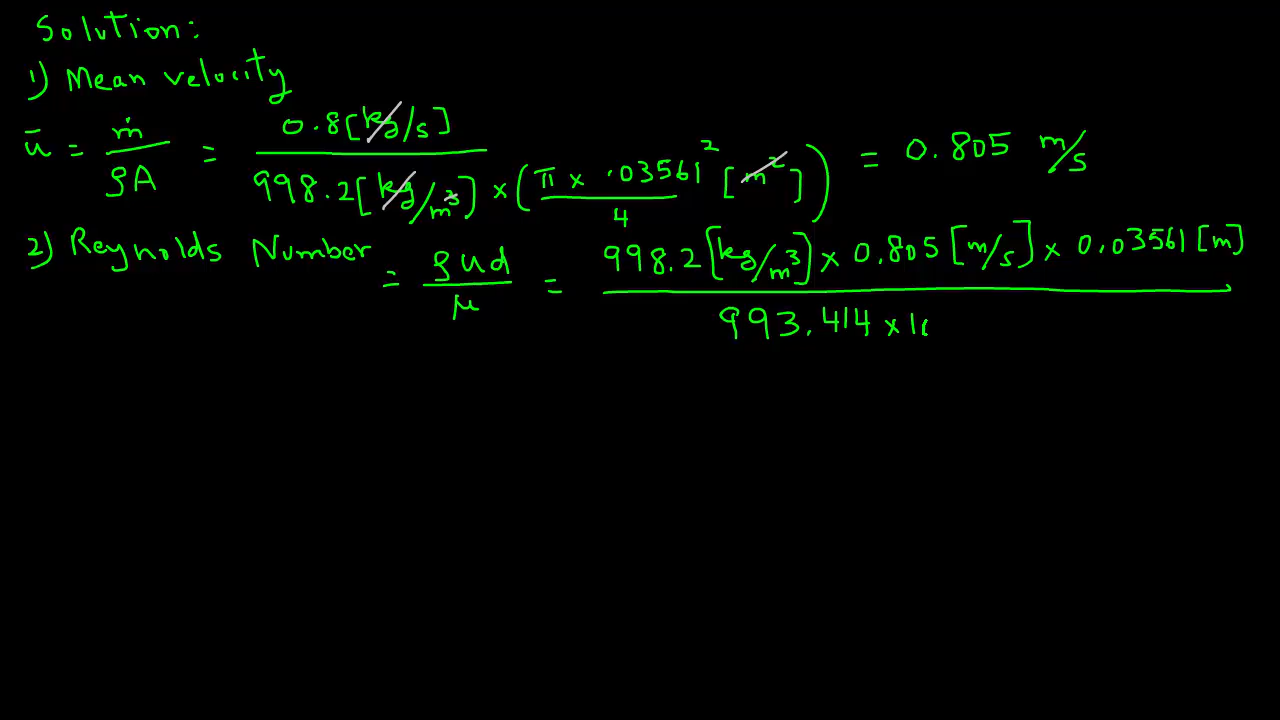 Solution:
1) Mean velocity
ū = ṁ / ρA = 0.8 [kg/s] / 998.2 [kg/m³] × (π × .03561² [m²] / 4) = 0.805 m/s
2) Reynolds Number = ρud / μ = 998.2 [kg/m³] × 0.805 [m/s] × 0.03561 [m] / 993.414 × 1